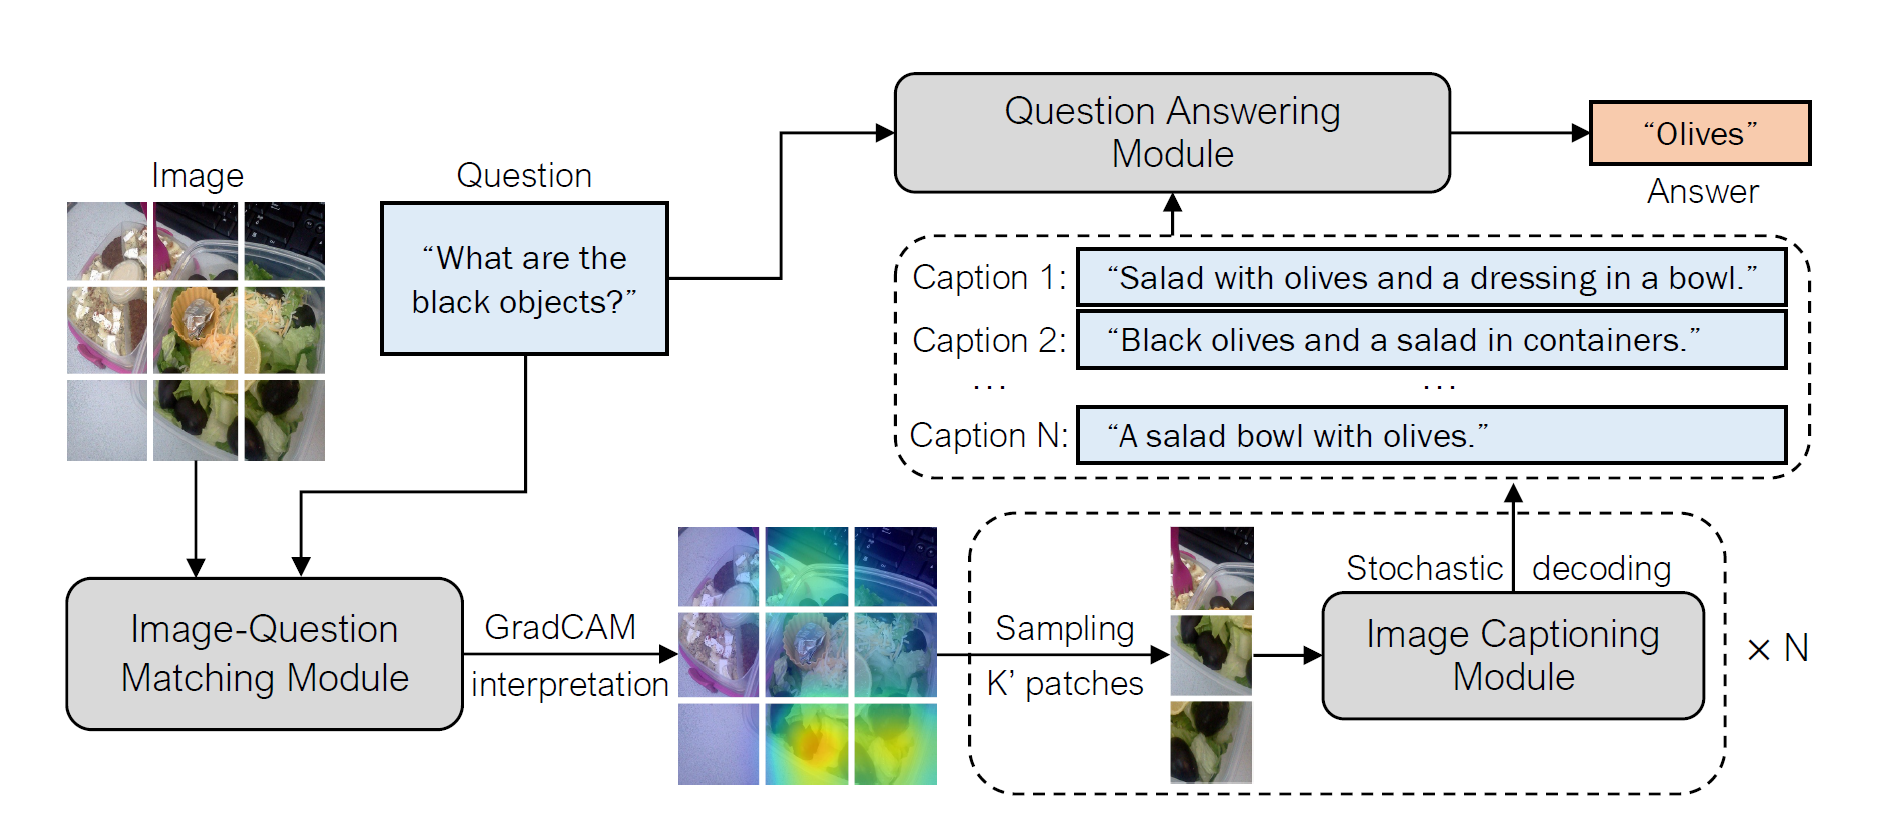 Question Answering
Module
“Olives”
Answer
Image
Question
“What are the
black objects?”
Caption 1:
“Salad with olives and a dressing in a bowl.”
Caption 2:
“Black olives and a salad in containers.”
...
...
Caption N:
“A salad bowl with olives.”
Image-Question
Matching Module
GradCAM
interpretation
Sampling
K’ patches
Stochastic decoding
Image Captioning
Module
× N